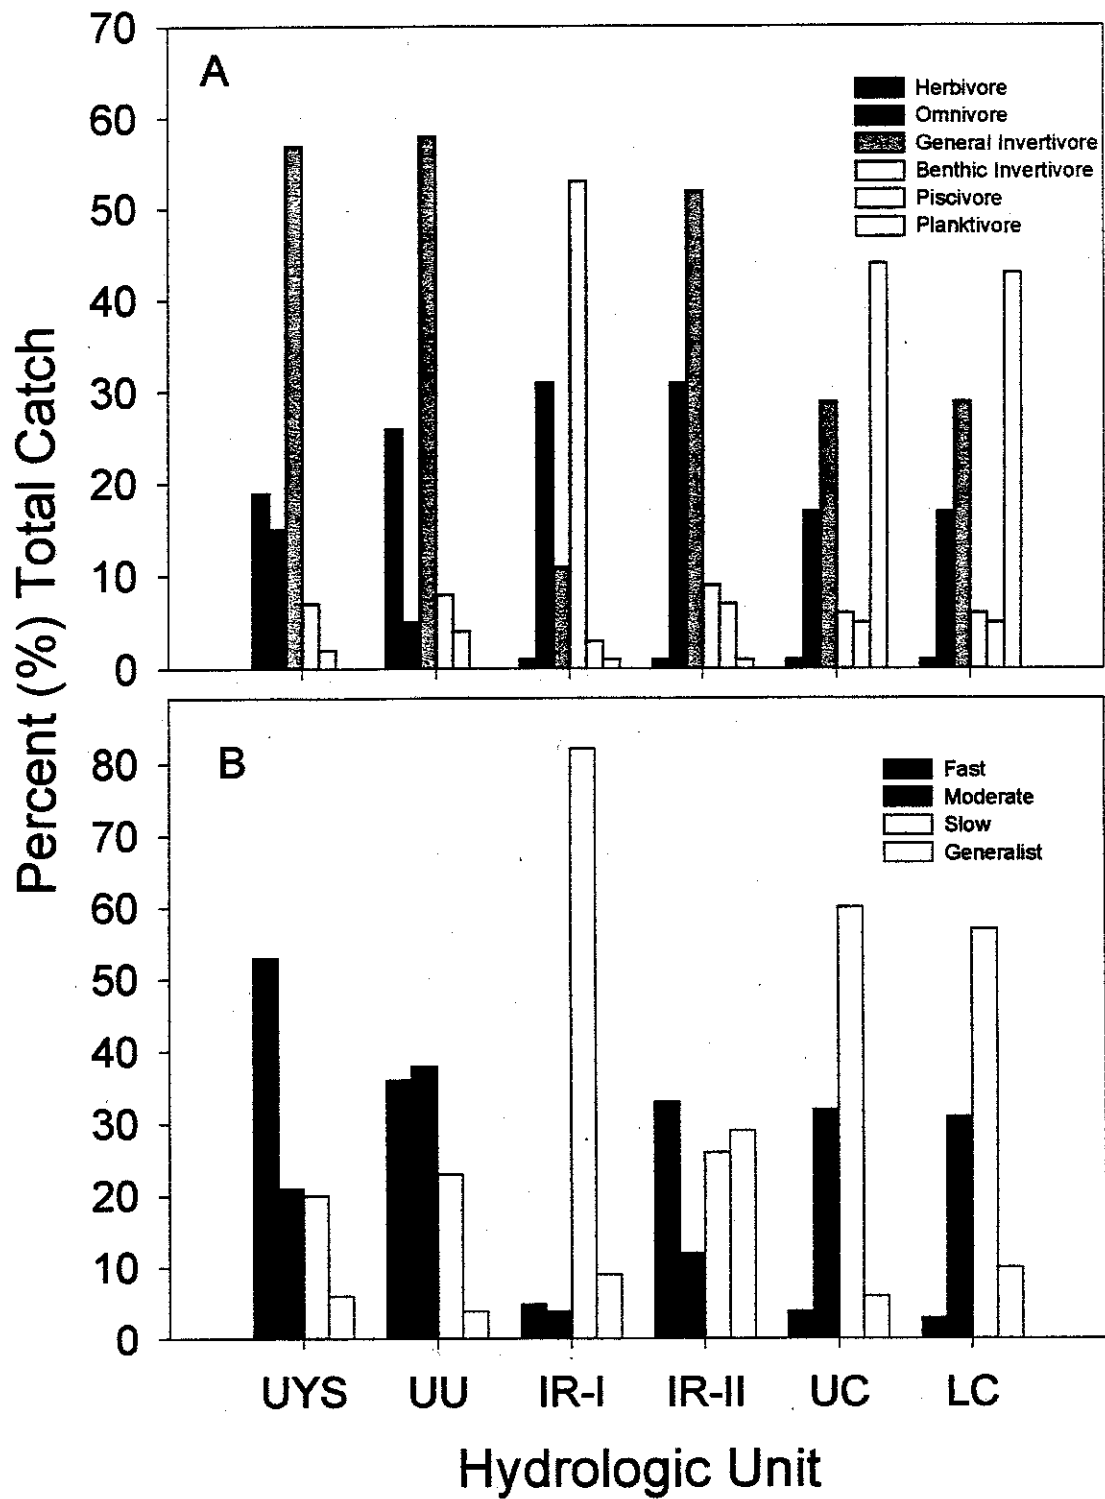 Percent (%) Total Catch
70
60
50
40
30
20
10
0
A
Herbivore
Omnivore
General Invertivore
Benthic Invertivore
Piscivore
Planktivore
80
70
60
50
40
30
20
10
0
B
Fast
Moderate
Slow
Generalist
UYS UU IR-I IR-II UC LC
Hydrologic Unit